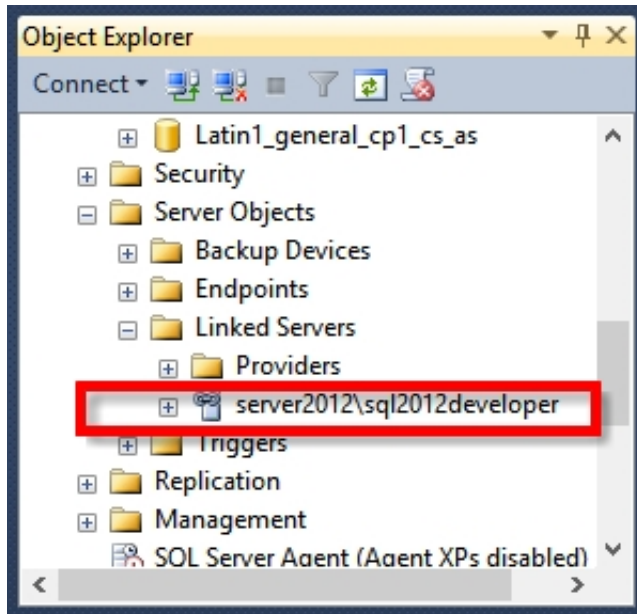 Object Explorer
Connect
Latin1_general_cp1_cs_as
Security
Server Objects
Backup Devices
Endpoints
Linked Servers
Providers
server2012\sql2012developer
Triggers
Replication
Management
SQL Server Agent (Agent XPs disabled)